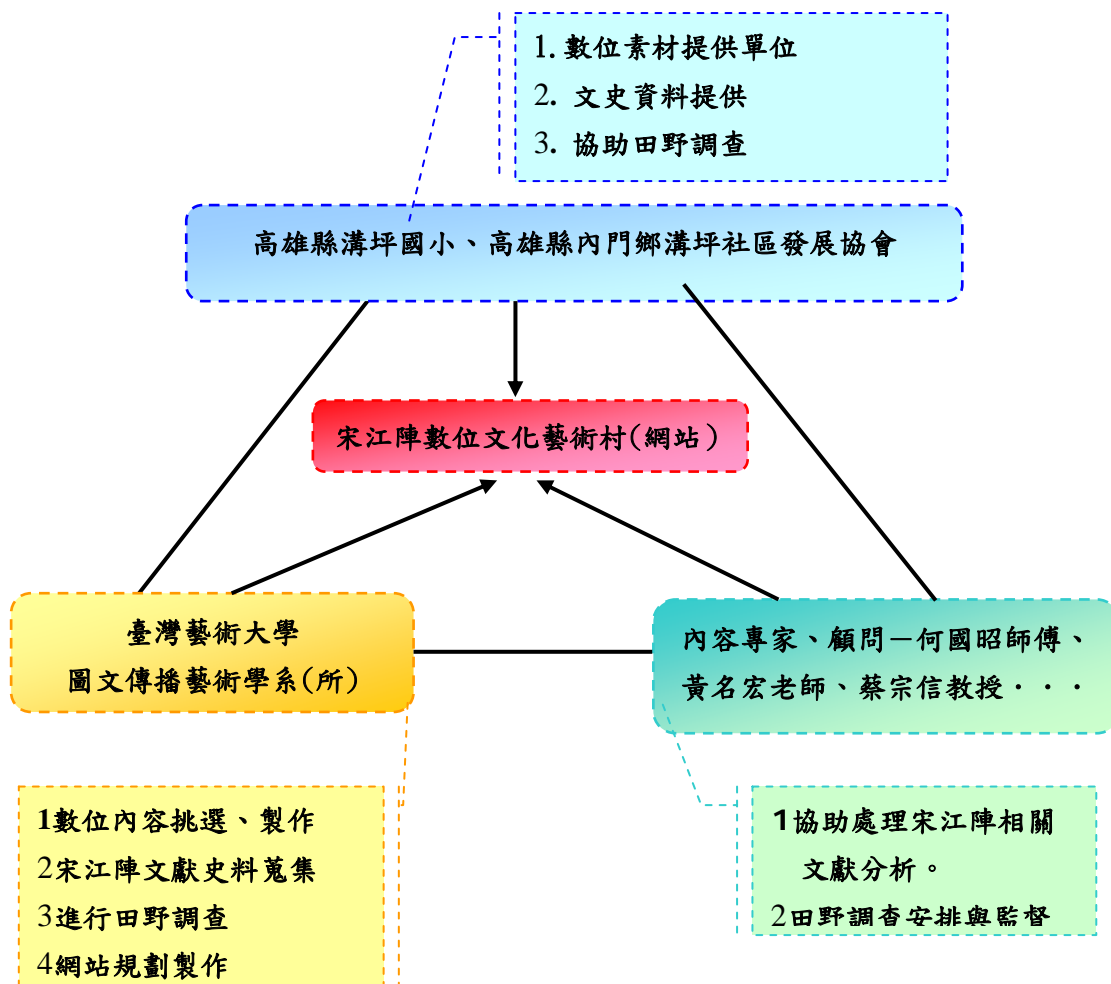 1. 數位素材提供單位
2. 文史資料提供
3. 協助田野調查
高雄縣溝坪國小、高雄縣內門鄉溝坪社區發展協會
宋江陣數位文化藝術村(網站)
臺灣藝術大學
圖文傳播藝術學系(所)
內容專家、顧問－何國昭師傅、
黃名宏老師、蔡宗信教授・・・
1數位內容挑選、製作
2宋江陣文獻史料蒐集
3進行田野調查
4網站規劃製作
1協助處理宋江陣相關
文獻分析。
2田野調查安排與監督